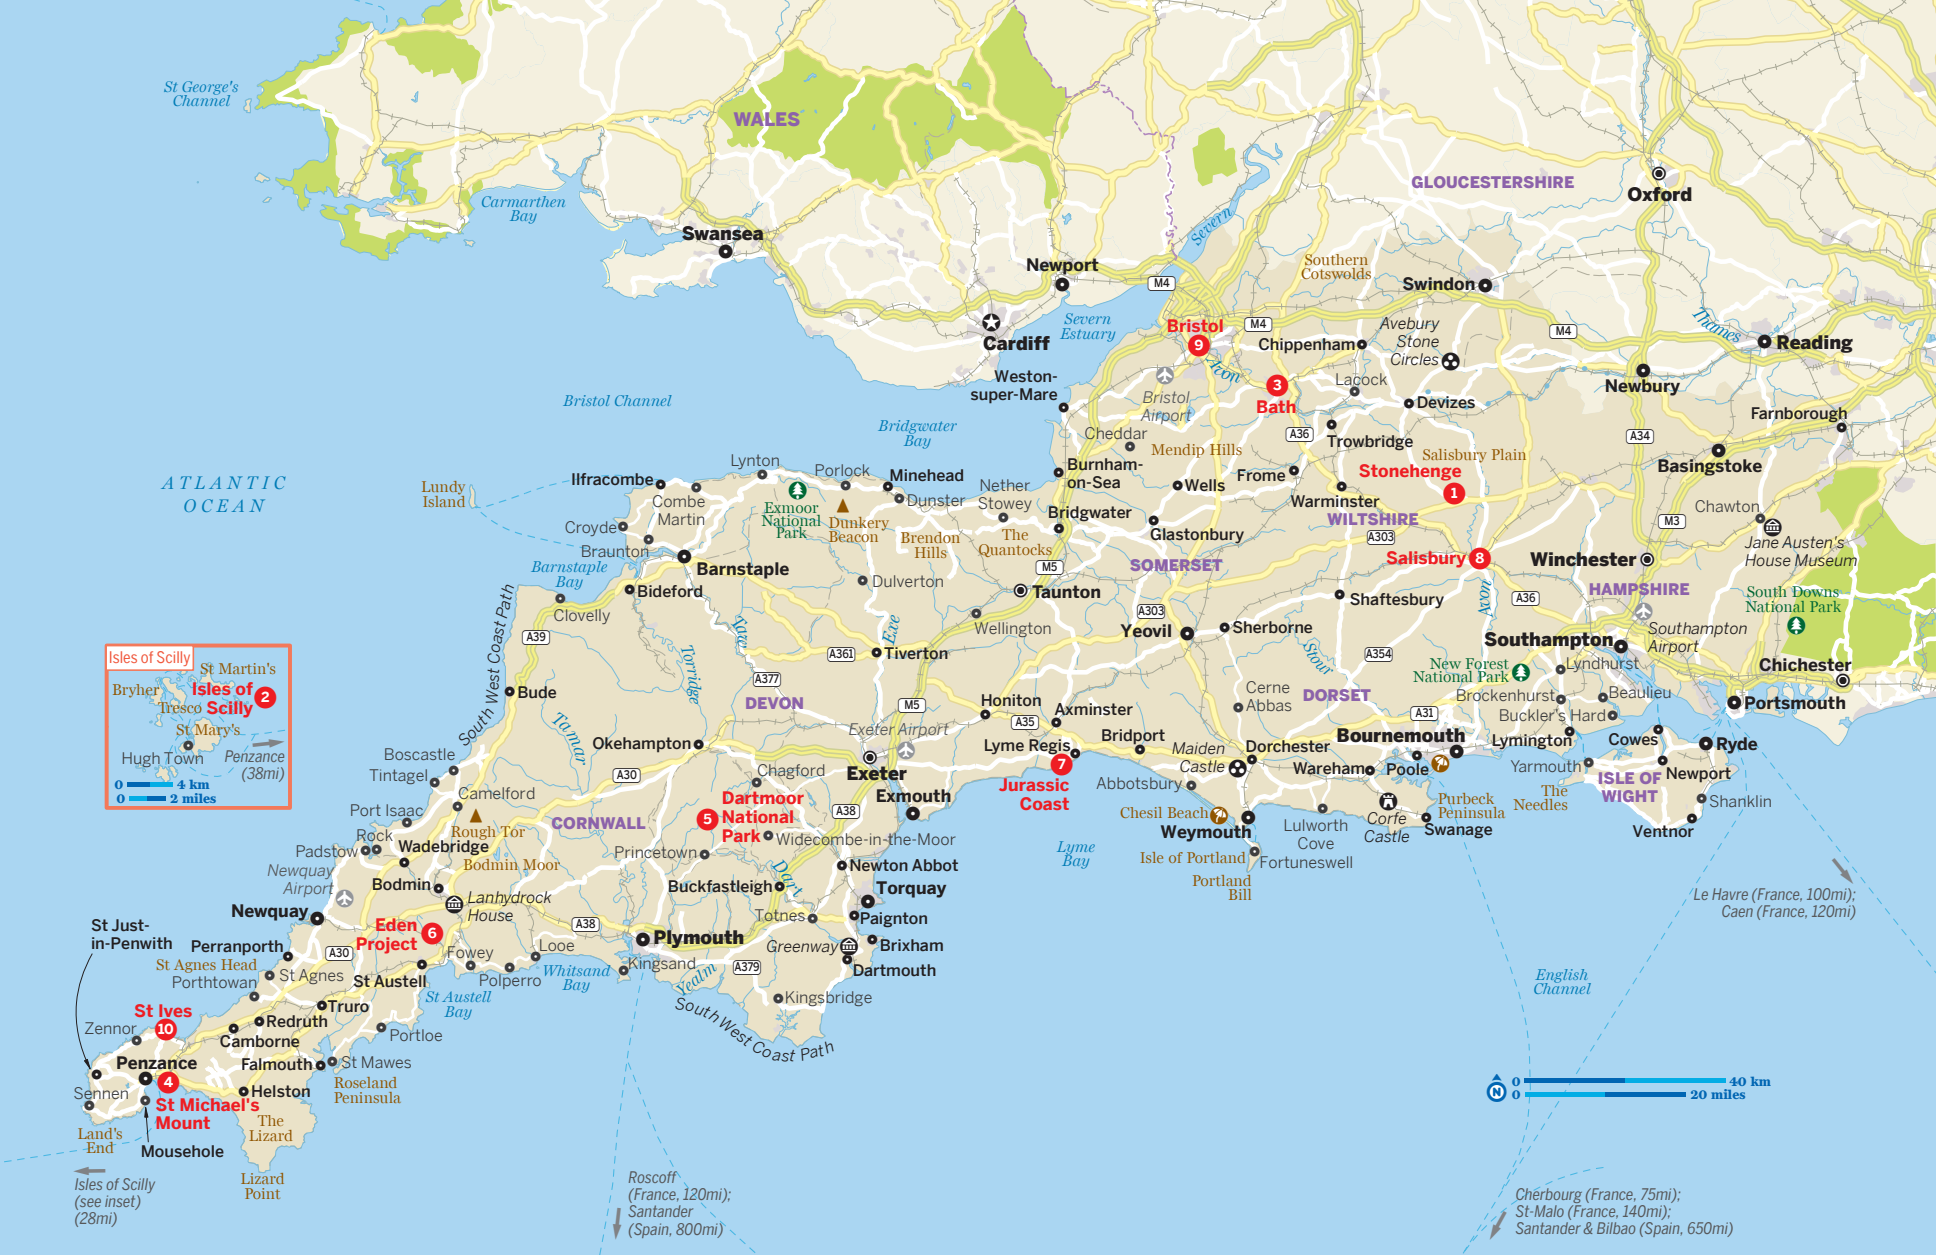 St George's
Channel
WALES
GLOUCESTERSHIRE
Oxford
Carmarthen
Bay
Swansea
Severn
Newport
M4
Southern
Cotswolds
Swindon
Severn
Estuary
Cardiff
Bristol
9
M4
Avebury
Stone
Circles
M4
Thames
Reading
Chippenham
Avon
Weston-
super-Mare
Bristol
Airport
3
Bath
Lacock
Devizes
Newbury
Farnborough
Bristol Channel
Bridgwater
Bay
Cheddar
Mendip Hills
A36
Trowbridge
Salisbury Plain
A34
Basingstoke
ATLANTIC
OCEAN
Lundy
Island
Ilfracombe
Lynton
Porlock
Minehead
Combe
Martin
Exmoor
National
Park
Dunkery
Beacon
Dunster
Nether
Stowey
Burnham-
on-Sea
Wells
Frome
Warminster
Stonehenge
1
WILTSHIRE
Chawton
Jane Austen's
House Museum
M3
Croyde
Braunton
Barnstaple
Bay
Barnstaple
Brendon
Hills
The
Quantocks
Bridgwater
Glastonbury
A303
Salisbury
8
Winchester
SOMERSET
M5
Bideford
Clovelly
Dulverton
Taunton
A303
Shaftesbury
Avon
A36
HAMPSHIRE
South Downs
National Park
South West Coast Path
A39
Taw
Torridge
Exe
Wellington
Yeovil
Sherborne
Stour
A354
Southampton
Southampton
Airport
A361
Tiverton
New Forest
National Park
Lyndhurst
Chichester
Isles of Scilly
St Martin's
Bryher
Isles of
Scilly
2
Tresco
St Mary's
Hugh Town
Penzance
(38mi)
0 4 km
0 2 miles
Bude
Tamar
A377
DEVON
M5
Honiton
A35
Axminster
Cerne
Abbas
DORSET
A31
Brockenhurst
Beaulieu
Buckler's Hard
Portsmouth
Okehampton
Exeter Airport
Exeter
Lyme Regis
7
Jurassic
Coast
Bridport
Maiden
Castle
Dorchester
Bournemouth
Lymington
Cowes
Ryde
Boscastle
Tintagel
A30
Chagford
Exmouth
Abbotsbury
Wareham
Poole
Yarmouth
ISLE OF
WIGHT
Newport
The
Needles
Camelford
Port Isaac
Rock
Padstow
Rough Tor
CORNWALL
5
Dartmoor
National
Park
A38
Widecombe-in-the-Moor
Chesil Beach
Weymouth
Lulworth
Cove
Corfe
Castle
Purbeck
Peninsula
Swanage
Shanklin
Ventnor
Wadebridge
Bodmin Moor
Princetown
Newton Abbot
Lyme
Bay
Isle of Portland
Fortuneswell
Portland
Bill
Newquay
Airport
Bodmin
Lanhydrock
House
Buckfastleigh
Dart
Torquay
Le Havre (France, 100mi);
Caen (France, 120mi)
Newquay
St Just-
in-Penwith
Eden
Project
6
A38
Plymouth
Totnes
Paignton
Greenway
Brixham
Perranporth
A30
Fowey
Looe
Kingsand
A379
Dartmouth
St Agnes Head
St Agnes
Porthtowan
St Austell
Polperro
Whitsand
Bay
Yealm
St Austell
Bay
Kingsbridge
English
Channel
South West Coast Path
St Ives
10
Zennor
Truro
Redruth
Camborne
Portloe
Penzance
4
St Michael's
Mount
Falmouth
St Mawes
Sennen
Helston
Roseland
Peninsula
Land's
End
Mousehole
The
Lizard
Lizard
Point
N
0 40 km
0 20 miles
Isles of Scilly
(see inset)
(28mi)
Roscoff
(France, 120mi);
Santander
(Spain, 800mi)
Cherbourg (France, 75mi);
St-Malo (France, 140mi);
Santander & Bilbao (Spain, 650mi)